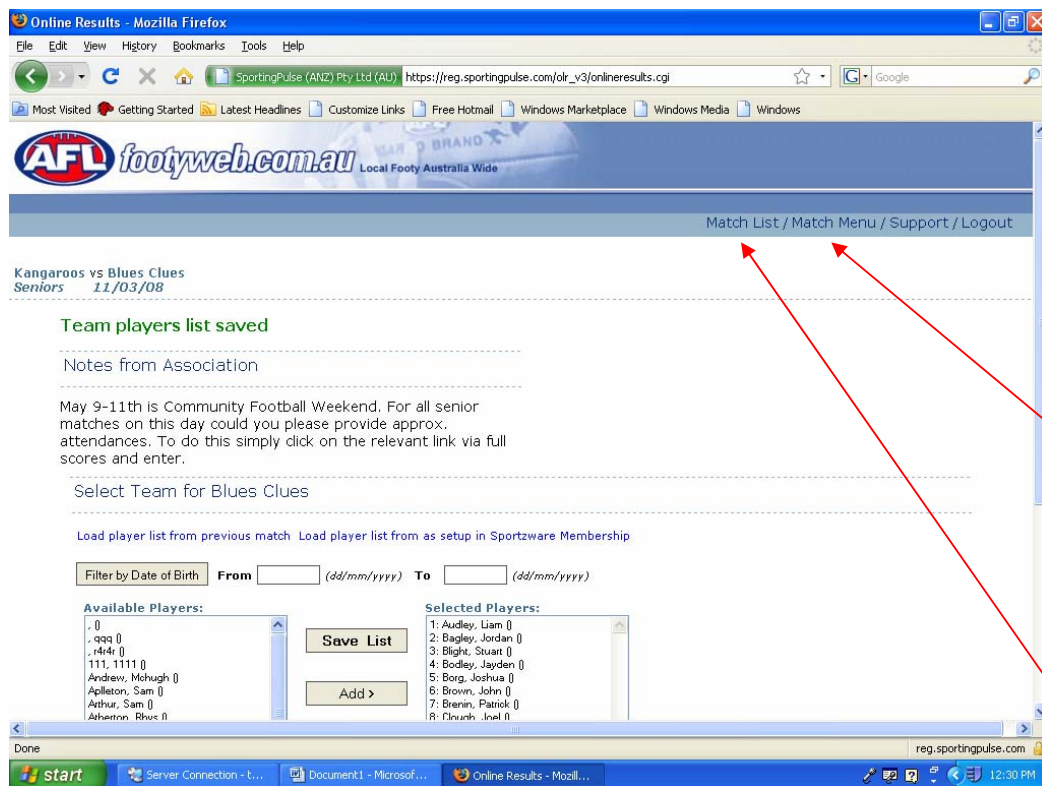 Online Results - Mozilla Firefox
File Edit View History Bookmarks Tools Help
SportingPulse (ANZ) Pty Ltd (AU) https://reg.sportingpulse.com/olr_v3/onlineresults.cgi G Google
Most Visited Getting Started Latest Headlines Customize Links Free Hotmail Windows Marketplace Windows Media Windows
AFL footyweb.com.au Local Footy Australia Wide
BRAND
Match List / Match Menu / Support / Logout
Kangaroos vs Blues Clues
Seniors 11/03/08
Team players list saved
Notes from Association
May 9-11th is Community Football Weekend. For all senior
matches on this day could you please provide approx.
attendances. To do this simply click on the relevant link via full
scores and enter.
Select Team for Blues Clues
Load player list from previous match Load player list from as setup in Sportzware Membership
Filter by Date of Birth From (dd/mm/yyyy) To (dd/mm/yyyy)
Available Players:
, ()
, qqq ()
, r4r4r ()
111, 1111 ()
Andrew, Mchugh ()
Aplleton, Sam ()
Arthur, Sam ()
Atherton, Rhys ()
Save List
Add >
Selected Players:
1: Audley, Liam ()
2: Bagley, Jordan ()
3: Blight, Stuart ()
4: Bodley, Jayden ()
5: Borg, Joshua ()
6: Brown, John ()
7: Brenin, Patrick ()
8: Clough, Joel ()
Done reg.sportingpulse.com
start Server Connection - t... Document1 - Microsof... Online Results - Mozill... 12:30 PM